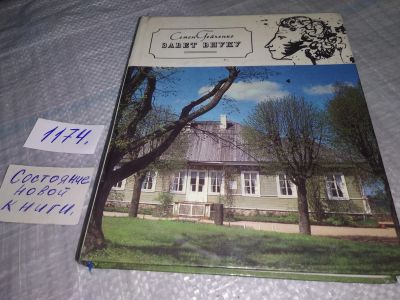 Семен Гейченко
ЗАВЕТ ВНУКУ
1174,
Состояние
новой
книги.